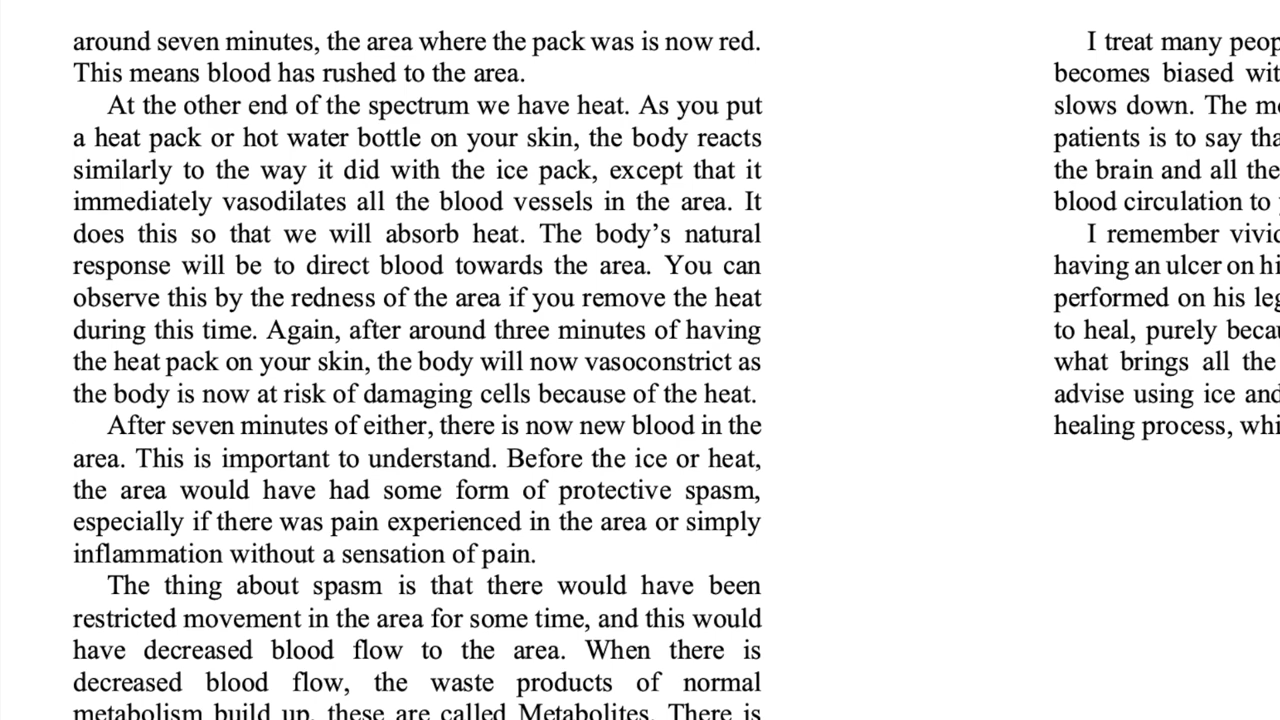 around seven minutes, the area where the pack was is now red.
This means blood has rushed to the area.
At the other end of the spectrum we have heat. As you put
a heat pack or hot water bottle on your skin, the body reacts
similarly to the way it did with the ice pack, except that it
immediately vasodilates all the blood vessels in the area. It
does this so that we will absorb heat. The body’s natural
response will be to direct blood towards the area. You can
observe this by the redness of the area if you remove the heat
during this time. Again, after around three minutes of having
the heat pack on your skin, the body will now vasoconstrict as
the body is now at risk of damaging cells because of the heat.
After seven minutes of either, there is now new blood in the
area. This is important to understand. Before the ice or heat,
the area would have had some form of protective spasm,
especially if there was pain experienced in the area or simply
inflammation without a sensation of pain.
The thing about spasm is that there would have been
restricted movement in the area for some time, and this would
have decreased blood flow to the area. When there is
decreased blood flow, the waste products of normal
metabolism build up, these are called Metabolites. There is
I treat many
becomes biased
slows down. The
patients is to say
the brain and all the
blood circulation to
I remember
having an ulcer on
performed on his
to heal, purely
what brings all the
advise using ice
healing process,